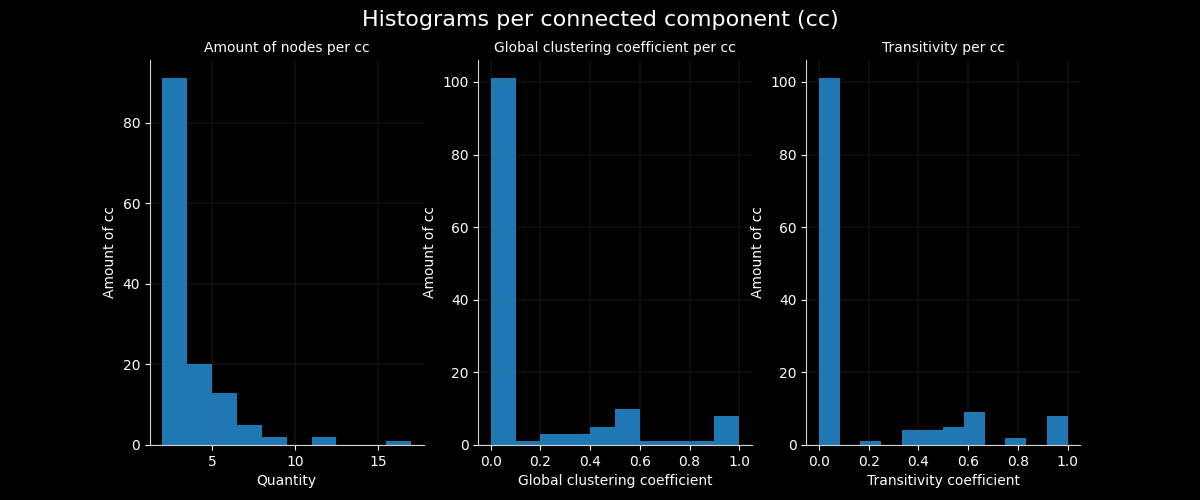 Histograms per connected component (cc)
Amount of nodes per cc
Amount of cc
80
60
40
20
0
5 10 15
Quantity
Global clustering coefficient per cc
Amount of cc
100
80
60
40
20
0
0.0 0.2 0.4 0.6 0.8 1.0
Global clustering coefficient
Transitivity per cc
Amount of cc
100
80
60
40
20
0
0.0 0.2 0.4 0.6 0.8 1.0
Transitivity coefficient